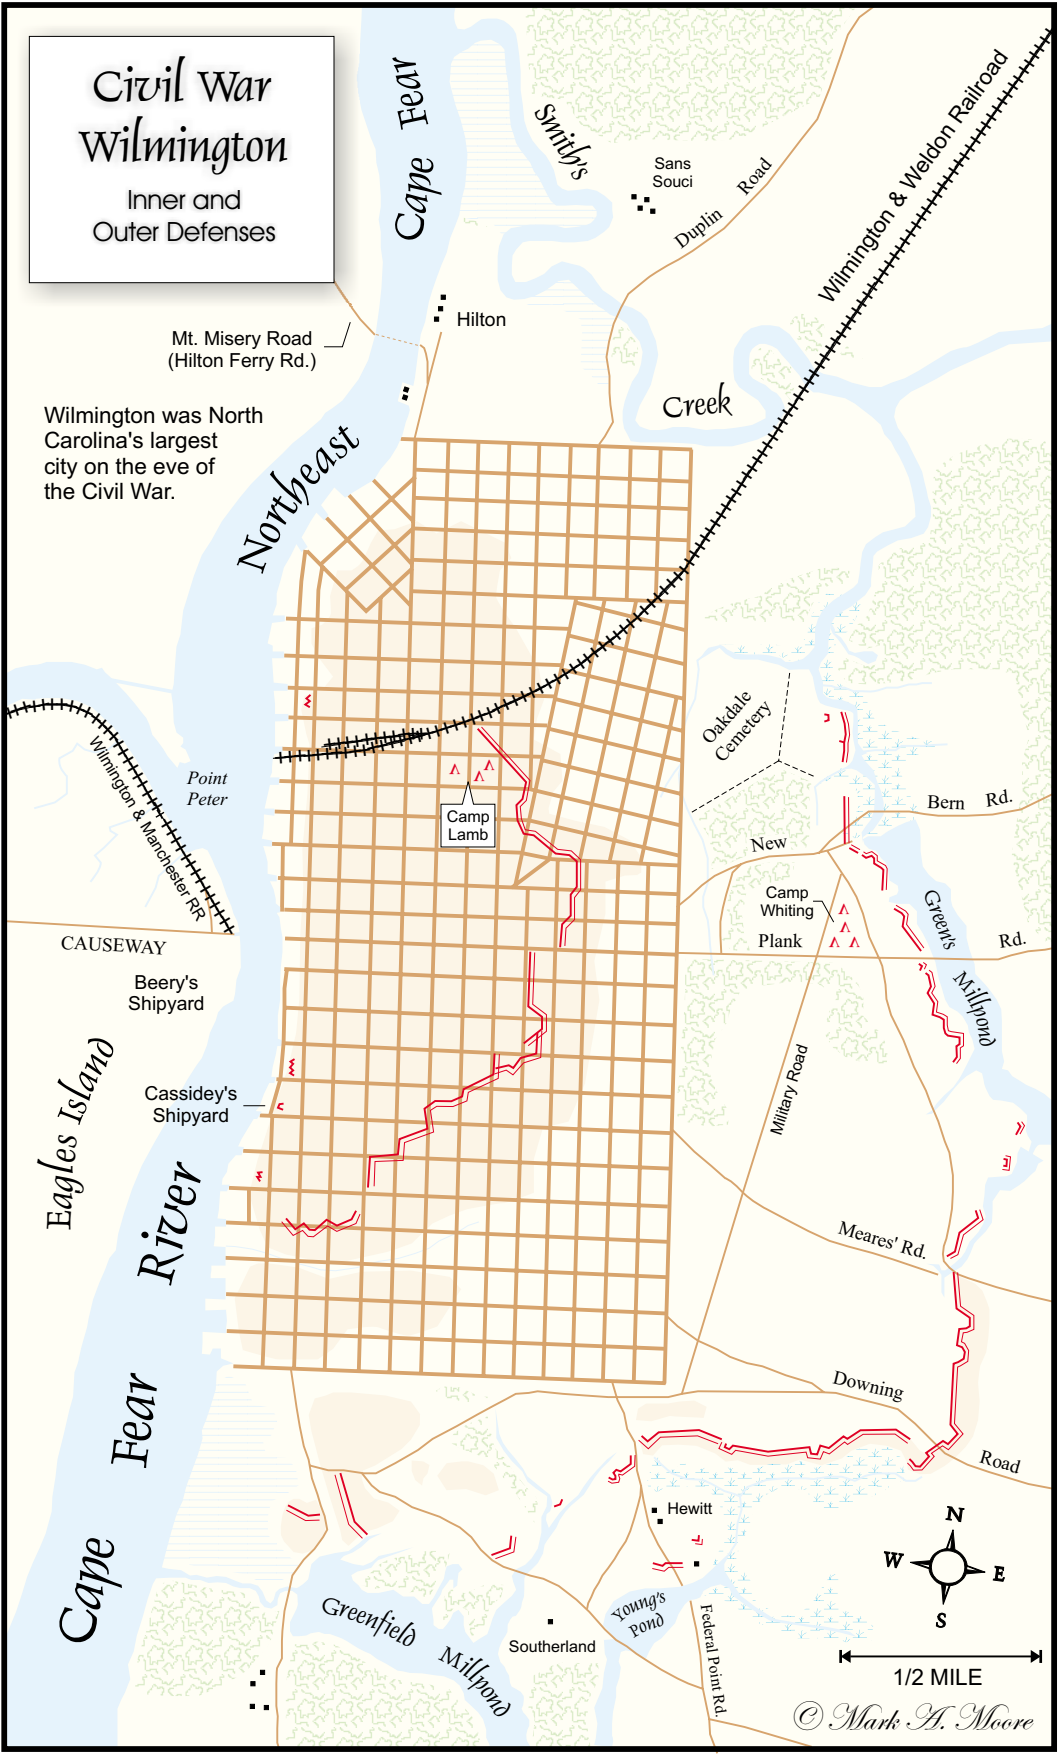 Civil War
Wilmington
Inner and
Outer Defenses
Cape Fear
Smith's
Sans
Souci
Duplin Road
Wilmington & Weldon Railroad
Hilton
Mt. Misery Road
(Hilton Ferry Rd.)
Creek
Wilmington was North
Carolina's largest
city on the eve of
the Civil War.
Northeast
Oakdale
Cemetery
Point
Peter
Wilmington & Manchester RR
Camp
Lamb
New Bern Rd.
Camp
Whiting
Green's
Millpond
Plank Rd.
CAUSEWAY
Beery's
Shipyard
Eagles Island
Cassidey's
Shipyard
Military Road
Meares' Rd.
Cape Fear River
Downing Road
Hewitt
Young's
Pond
Federal Point Rd.
Greenfield
Millpond
Southerland
N
W
E
S
1/2 MILE
© Mark A. Moore